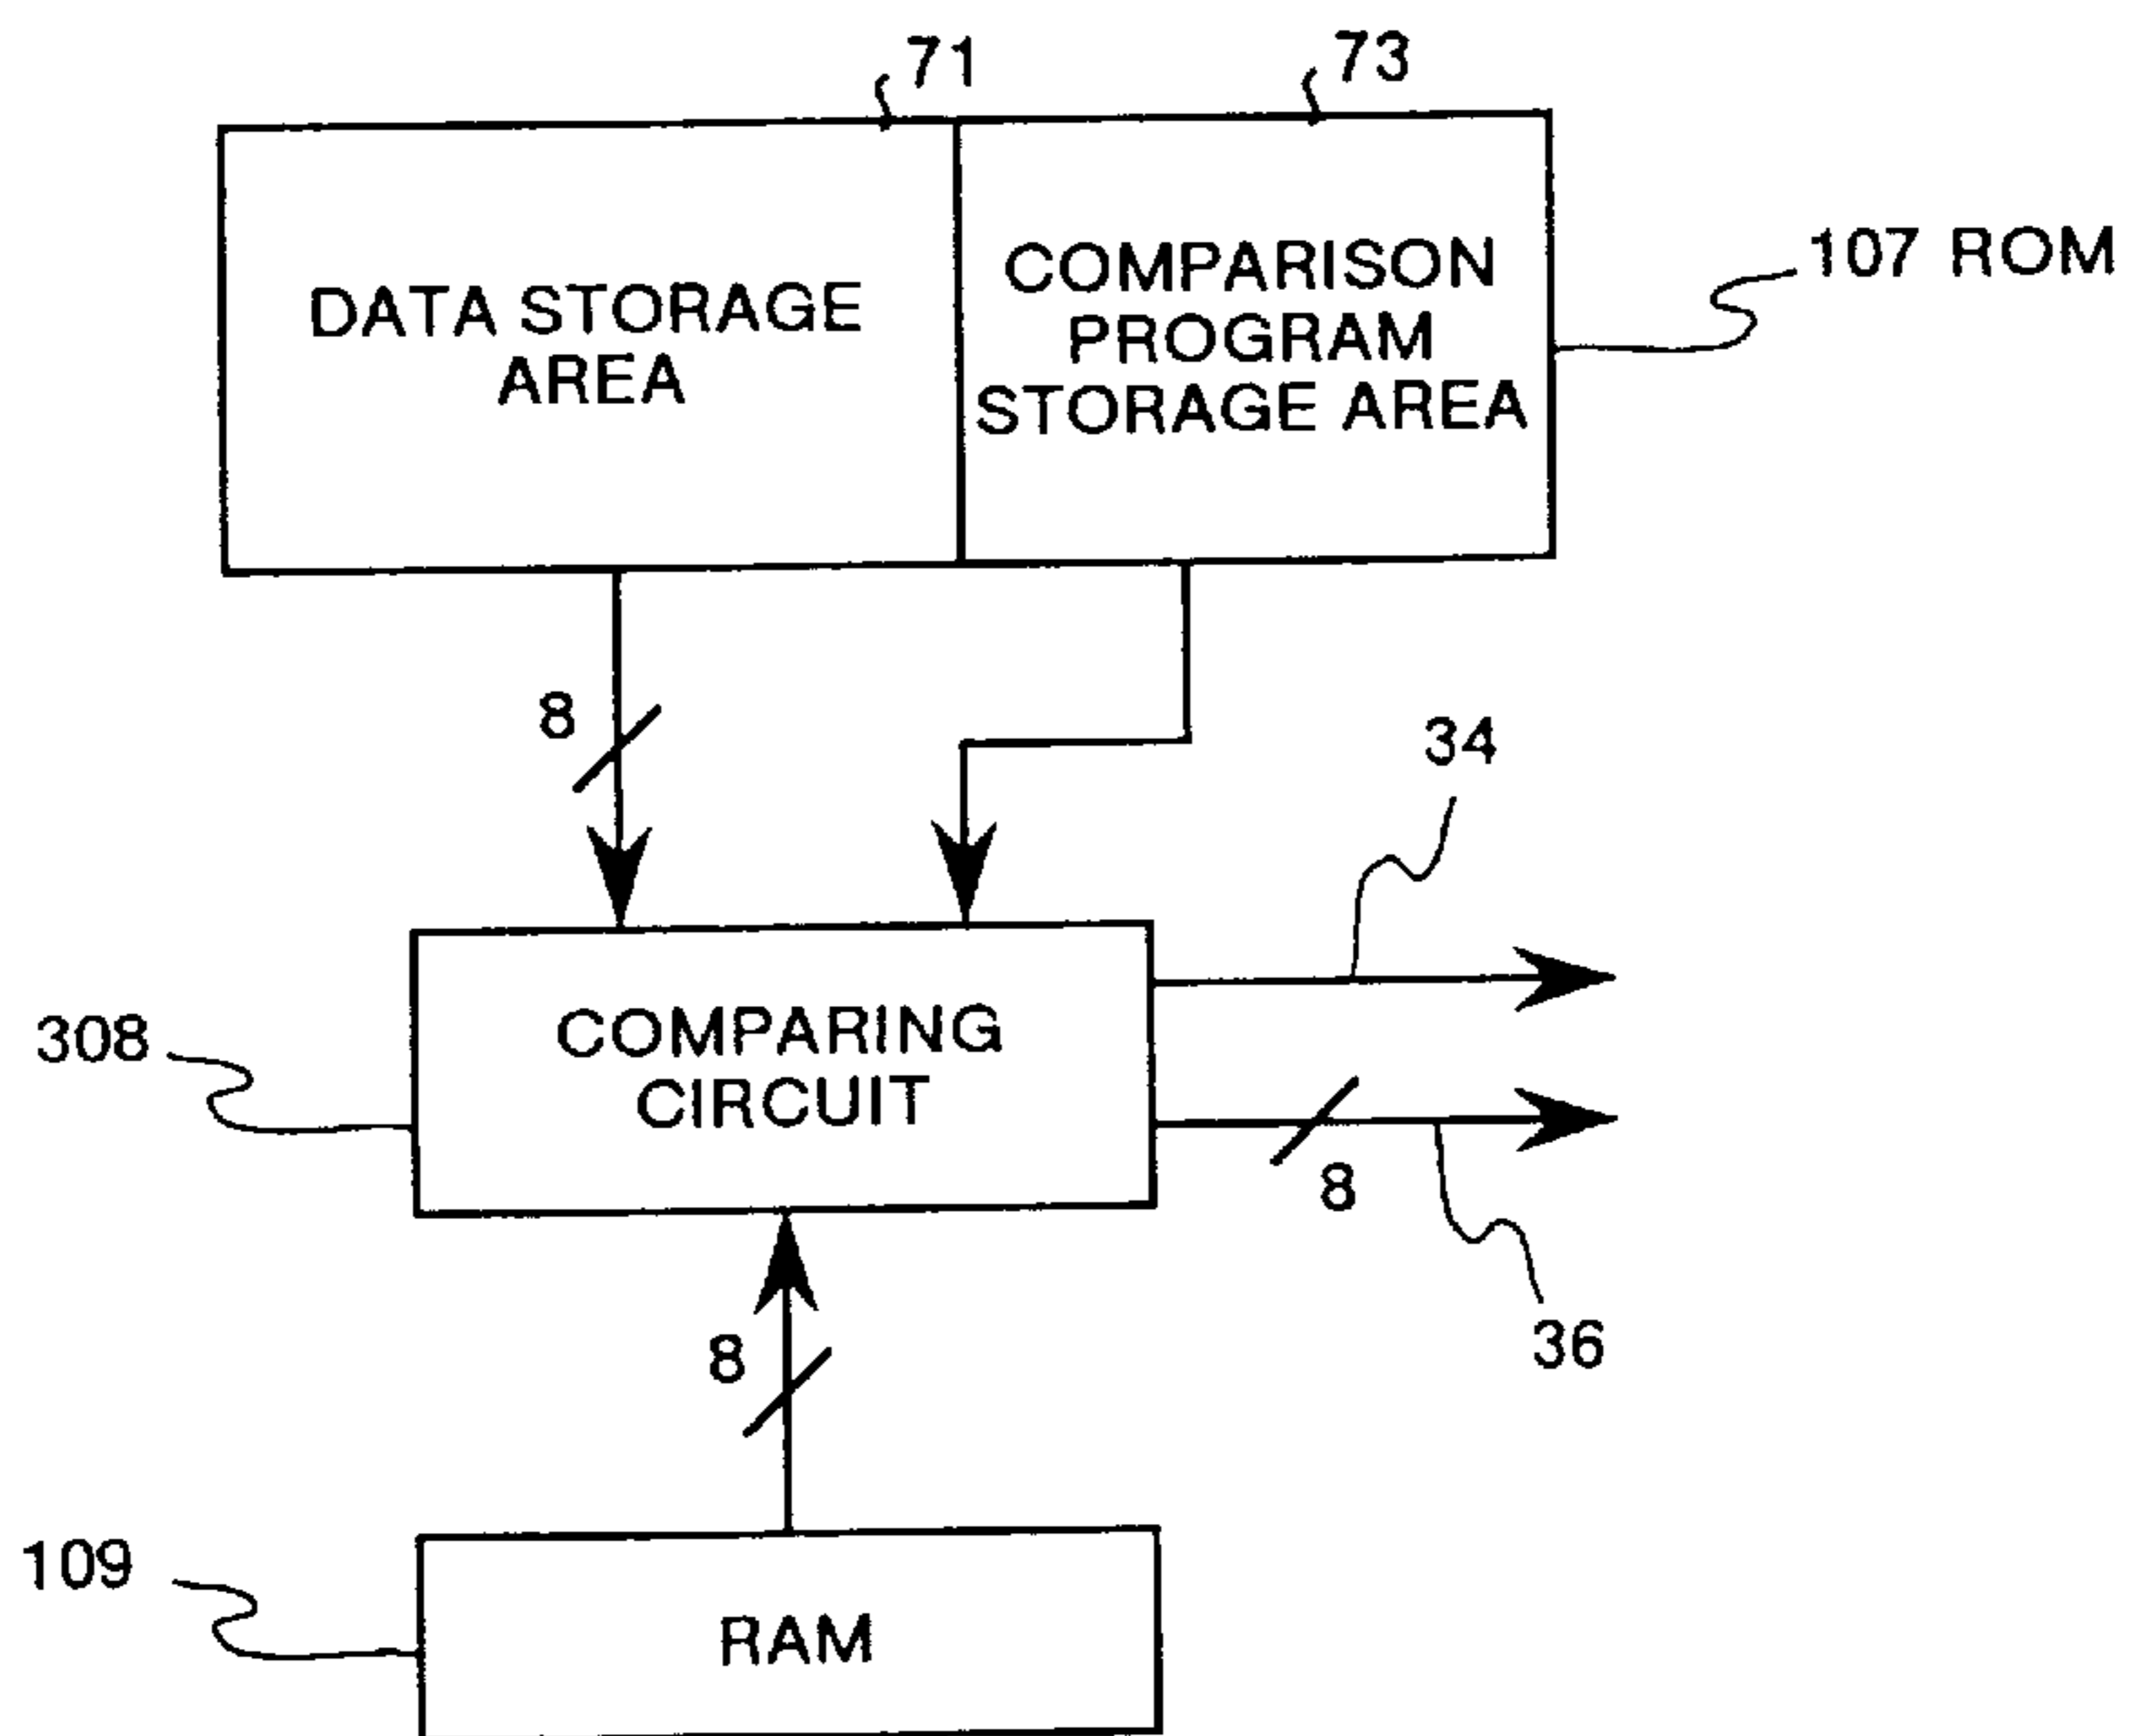 71
73
DATA STORAGE
AREA
COMPARISON
PROGRAM
STORAGE AREA
107 ROM
8
34
308
COMPARING
CIRCUIT
8
8
36
109
RAM